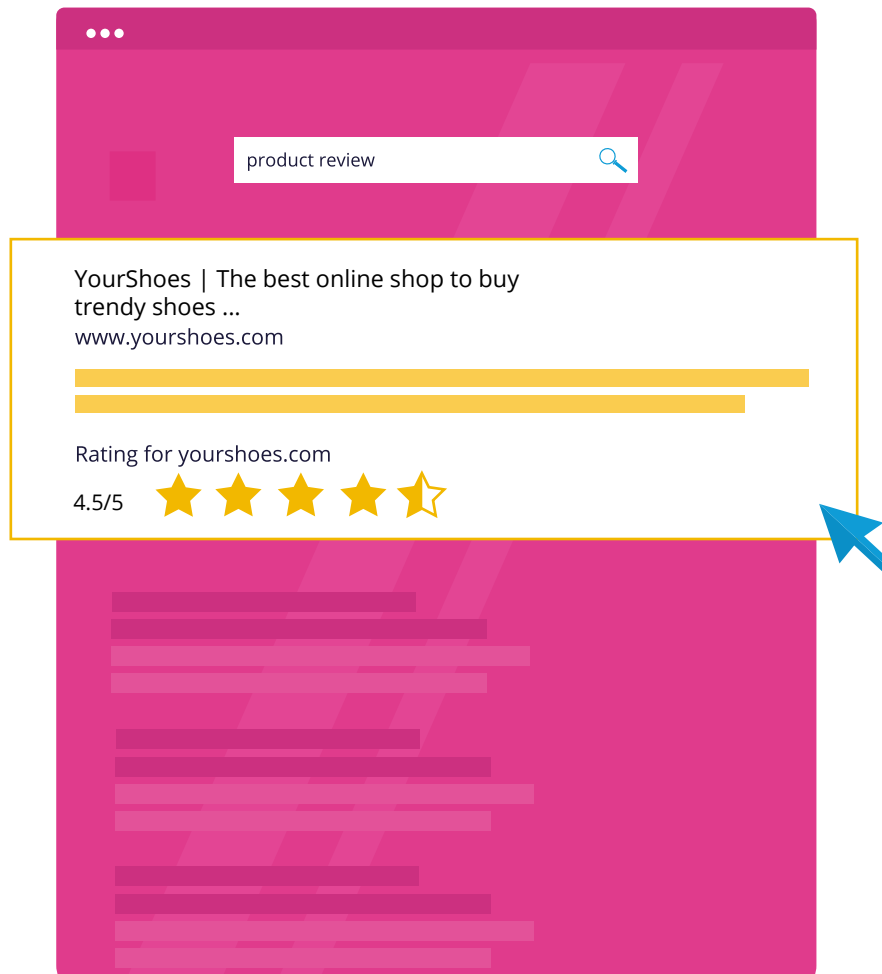 product review
YourShoes | The best online shop to buy
trendy shoes ...
www.yourshoes.com
Rating for yourshoes.com
4.5/5